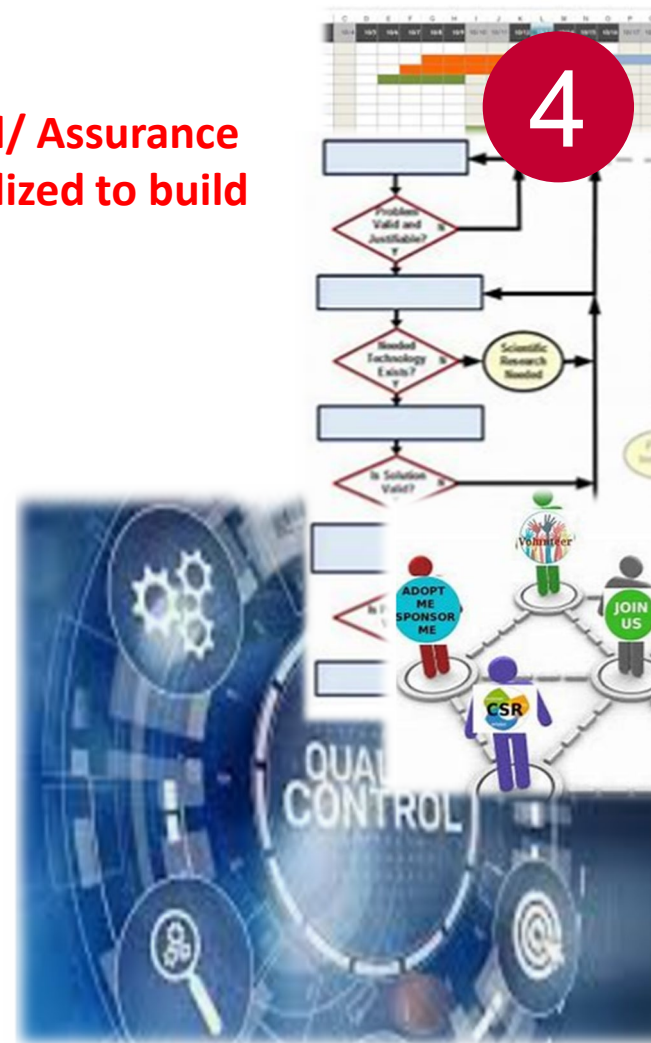 4
l/ Assurance
lized to build
C D E F G H I J K L M N O P
Problem
Valid and
Justifiable?
N
Y
Needed
Technology
Exists?
N
Y
Scientific
Research
Needed
Is Solution
Valid?
N
Y
Volunteer
ADOPT
ME
SPONSOR
ME
JOIN
US
CSR
QUAL
CONTROL